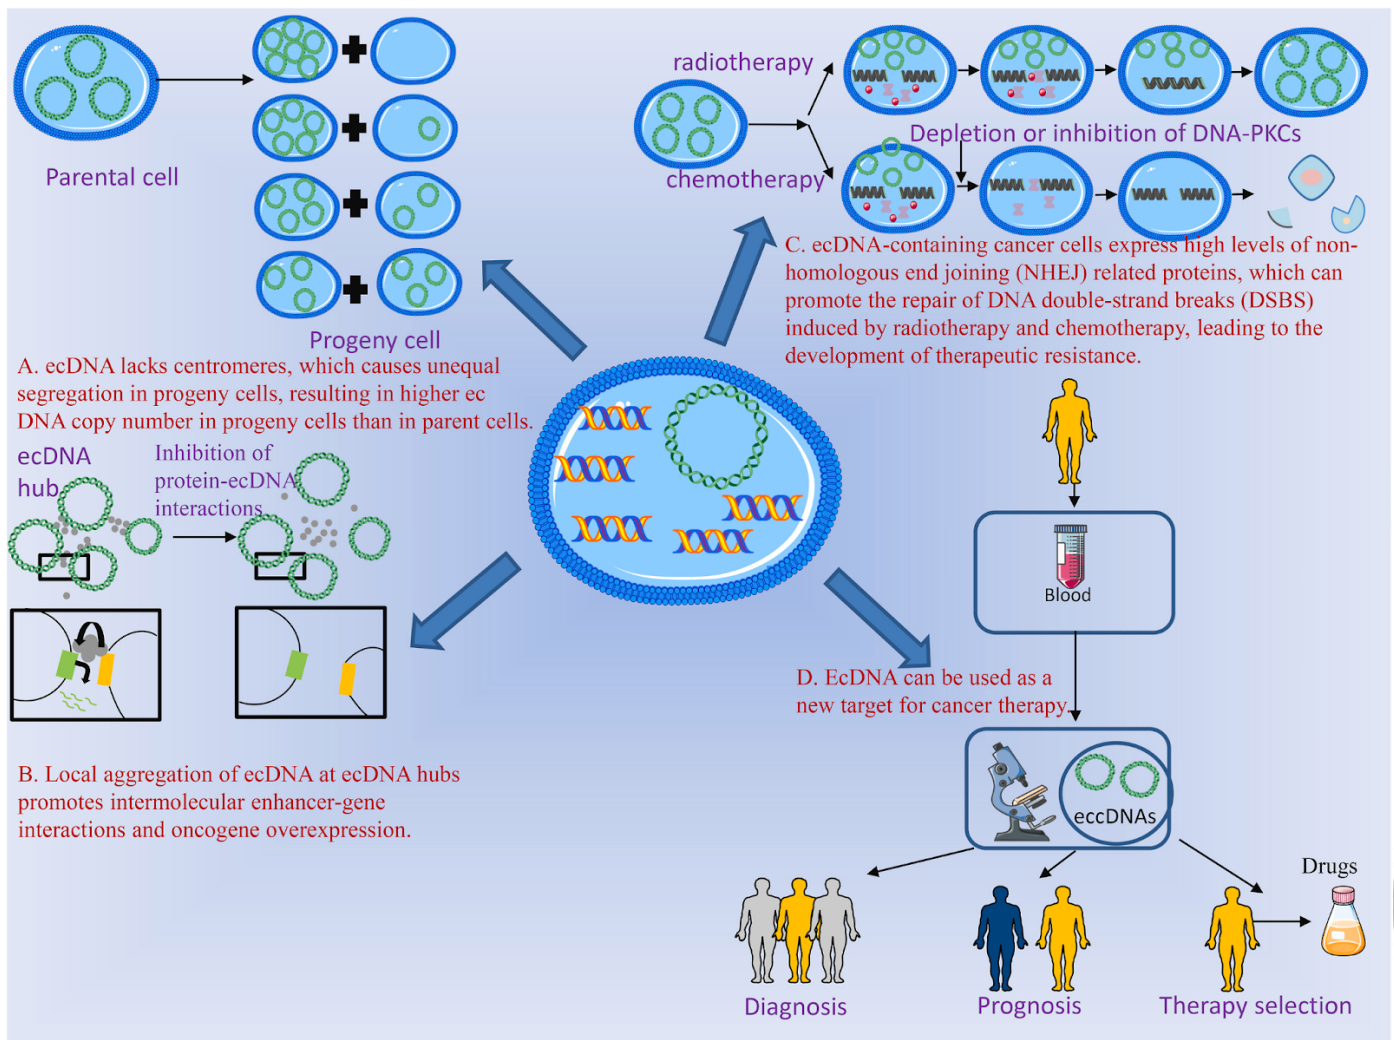 Parental cell
Progeny cell
A. ecDNA lacks centromeres, which causes unequal
segregation in progeny cells, resulting in higher ec
DNA copy number in progeny cells than in parent cells.
radiotherapy
chemotherapy
Depletion or inhibition of DNA-PKCs
C. ecDNA-containing cancer cells express high levels of non-
homologous end joining (NHEJ) related proteins, which can
promote the repair of DNA double-strand breaks (DSBS)
induced by radiotherapy and chemotherapy, leading to the
development of therapeutic resistance.
ecDNA
hub
Inhibition of
protein-ecDNA
interactions
B. Local aggregation of ecDNA at ecDNA hubs
promotes intermolecular enhancer-gene
interactions and oncogene overexpression.
Blood
D. EcDNA can be used as a
new target for cancer therapy.
eccDNAs
Drugs
Diagnosis
Prognosis
Therapy selection